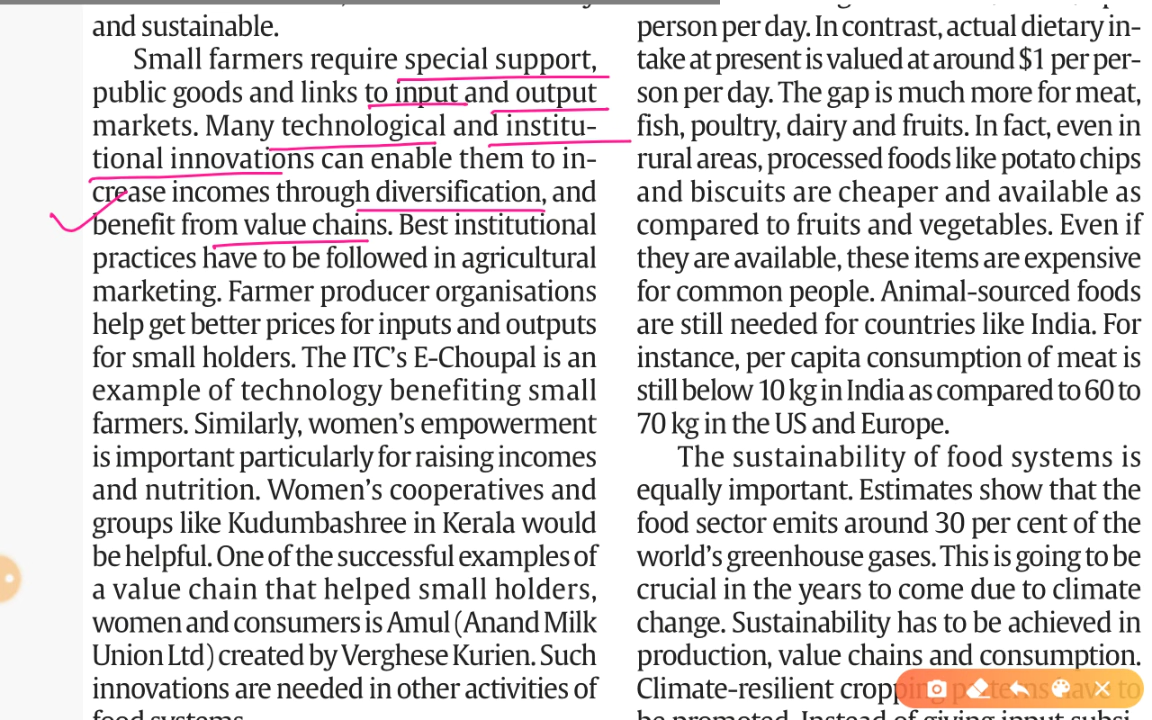 and sustainable.
Small farmers require special support,
public goods and links to input and output
markets. Many technological and institu-
tional innovations can enable them to in-
crease incomes through diversification, and
benefit from value chains. Best institutional
practices have to be followed in agricultural
marketing. Farmer producer organisations
help get better prices for inputs and outputs
for small holders. The ITC's E-Choupal is an
example of technology benefiting small
farmers. Similarly, women's empowerment
is important particularly for raising incomes
and nutrition. Women's cooperatives and
groups like Kudumbashree in Kerala would
be helpful. One of the successful examples of
a value chain that helped small holders,
women and consumers is Amul (Anand Milk
Union Ltd) created by Verghese Kurien. Such
innovations are needed in other activities of
food systems.
person per day. In contrast, actual dietary in-
take at present is valued at around $1 per per-
son per day. The gap is much more for meat,
fish, poultry, dairy and fruits. In fact, even in
rural areas, processed foods like potato chips
and biscuits are cheaper and available as
compared to fruits and vegetables. Even if
they are available, these items are expensive
for common people. Animal-sourced foods
are still needed for countries like India. For
instance, per capita consumption of meat is
still below 10 kg in India as compared to 60 to
70 kg in the US and Europe.
The sustainability of food systems is
equally important. Estimates show that the
food sector emits around 30 per cent of the
world's greenhouse gases. This is going to be
crucial in the years to come due to climate
change. Sustainability has to be achieved in
production, value chains and consumption.
Climate-resilient cropping patterns have to
be promoted. Instead of giving input subsi-